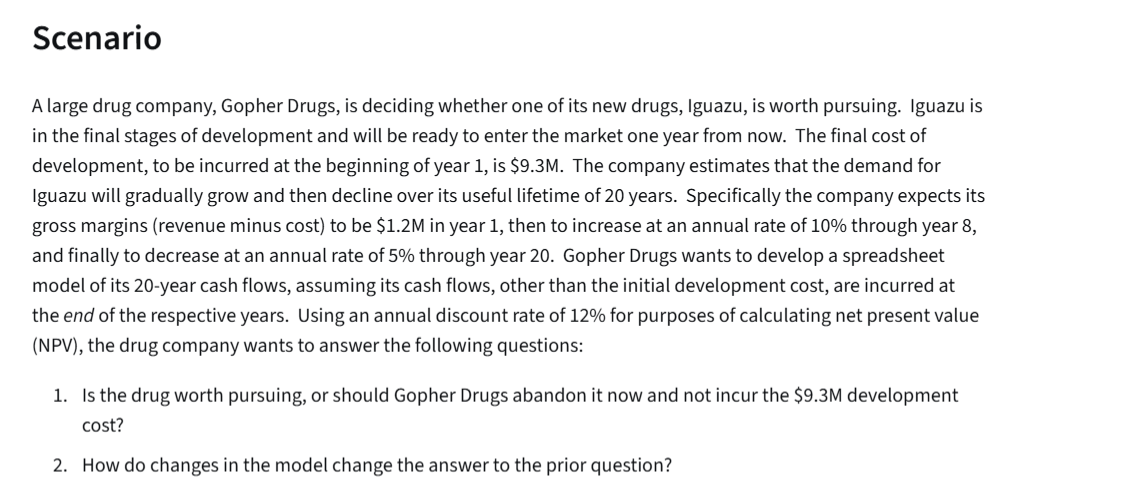 Scenario
A large drug company, Gopher Drugs, is deciding whether one of its new drugs, Iguazu, is worth pursuing.  Iguazu is
in the final stages of development and will be ready to enter the market one year from now.  The final cost of
development, to be incurred at the beginning of year 1, is $9.3M.  The company estimates that the demand for
Iguazu will gradually grow and then decline over its useful lifetime of 20 years.  Specifically the company expects its
gross margins (revenue minus cost) to be $1.2M in year 1, then to increase at an annual rate of 10% through year 8,
and finally to decrease at an annual rate of 5% through year 20.  Gopher Drugs wants to develop a spreadsheet
model of its 20-year cash flows, assuming its cash flows, other than the initial development cost, are incurred at
the end of the respective years.  Using an annual discount rate of 12% for purposes of calculating net present value
(NPV), the drug company wants to answer the following questions:
1. Is the drug worth pursuing, or should Gopher Drugs abandon it now and not incur the $9.3M development
cost?
2. How do changes in the model change the answer to the prior question?